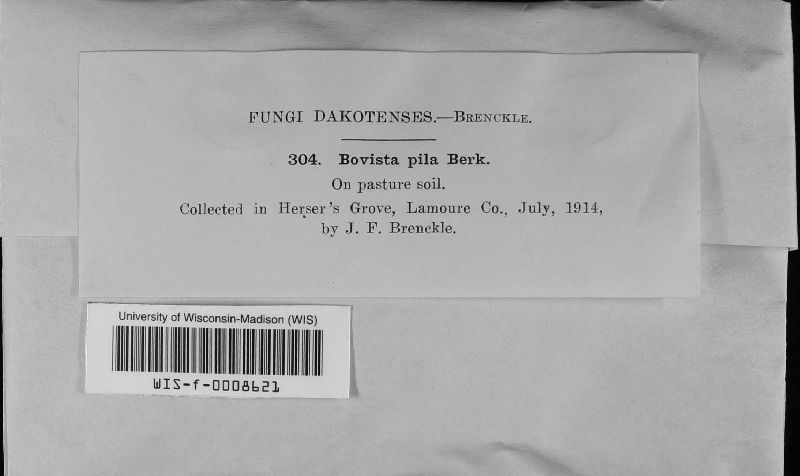 FUNGI DAKOTENSES.—BRENCKLE.
304. Bovista pila Berk.
On pasture soil.
Collected in Herser's Grove, Lamoure Co., July, 1914,
by J. F. Brenckle.
University of Wisconsin-Madison (WIS)
WIS-f-0008621